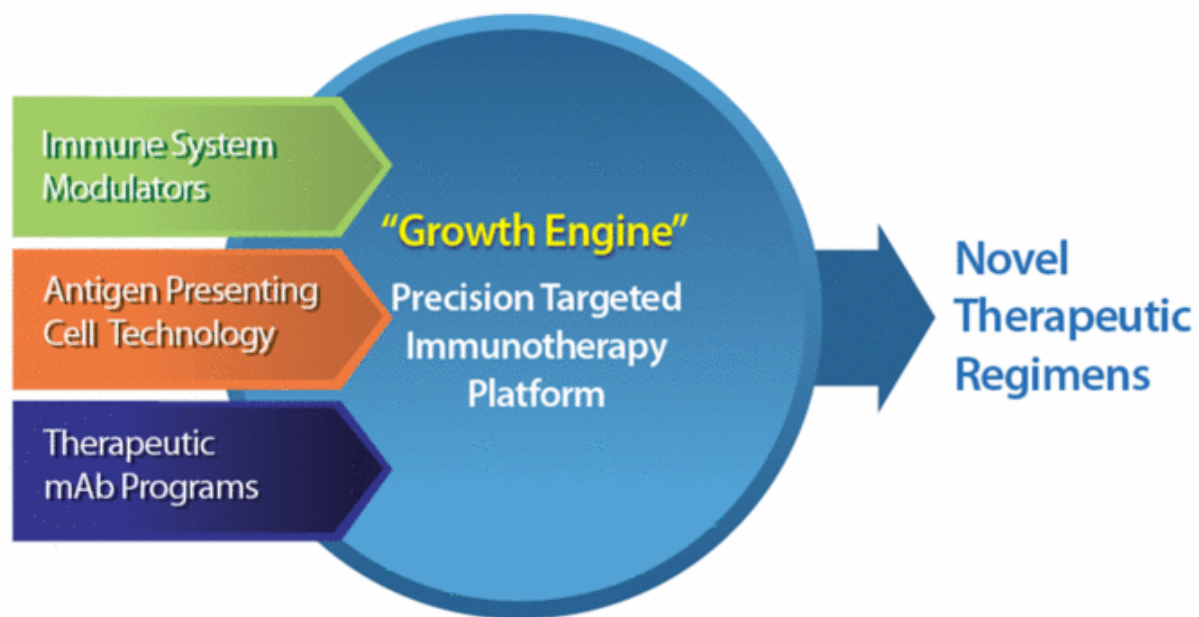 Immune System
Modulators
Antigen Presenting
Cell Technology
Therapeutic
mAb Programs
“Growth Engine”
Precision Targeted
Immunotherapy
Platform
Novel
Therapeutic
Regimens